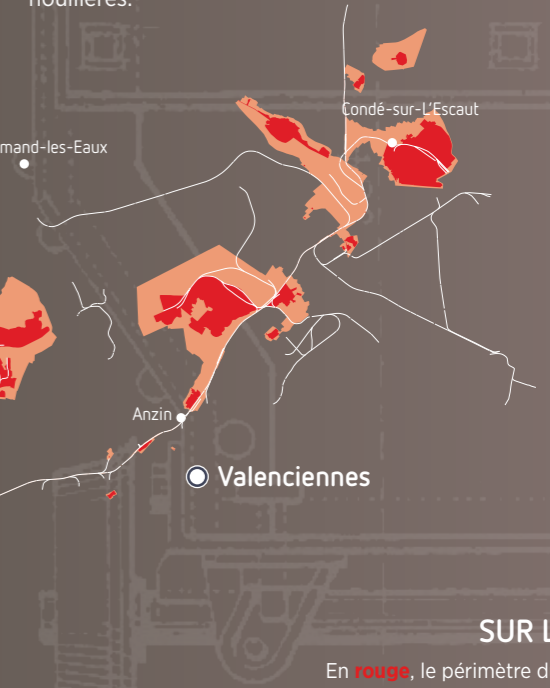 houillères.
Condé-sur-L'Escaut
mand-les-Eaux
Anzin
Valenciennes
SUR L
En rouge, le périmètre d